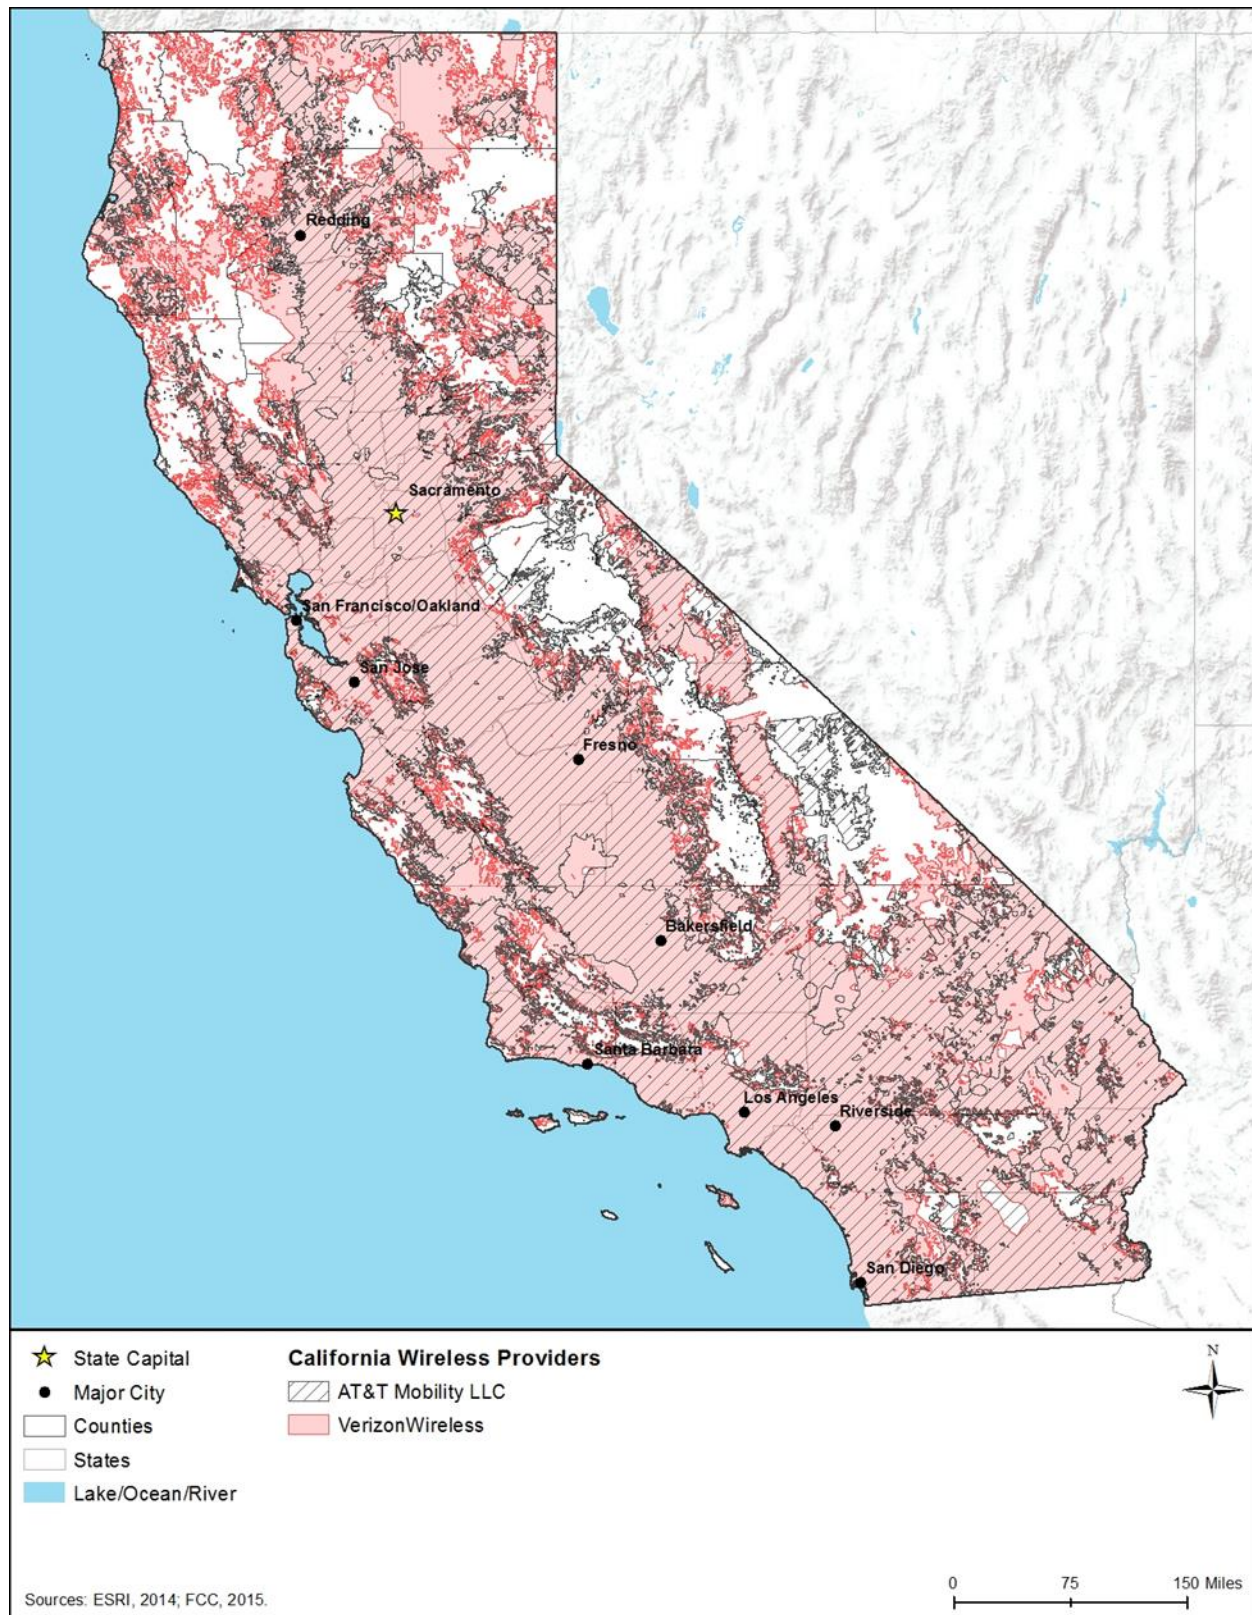 Redding
Sacramento
San Francisco/Oakland
San Jose
Fresno
Bakersfield
Santa Barbara
Los Angeles
Riverside
San Diego
State Capital
Major City
Counties
States
Lake/Ocean/River
California Wireless Providers
AT&T Mobility LLC
VerizonWireless
N
Sources: ESRI, 2014; FCC, 2015.
0 75 150 Miles